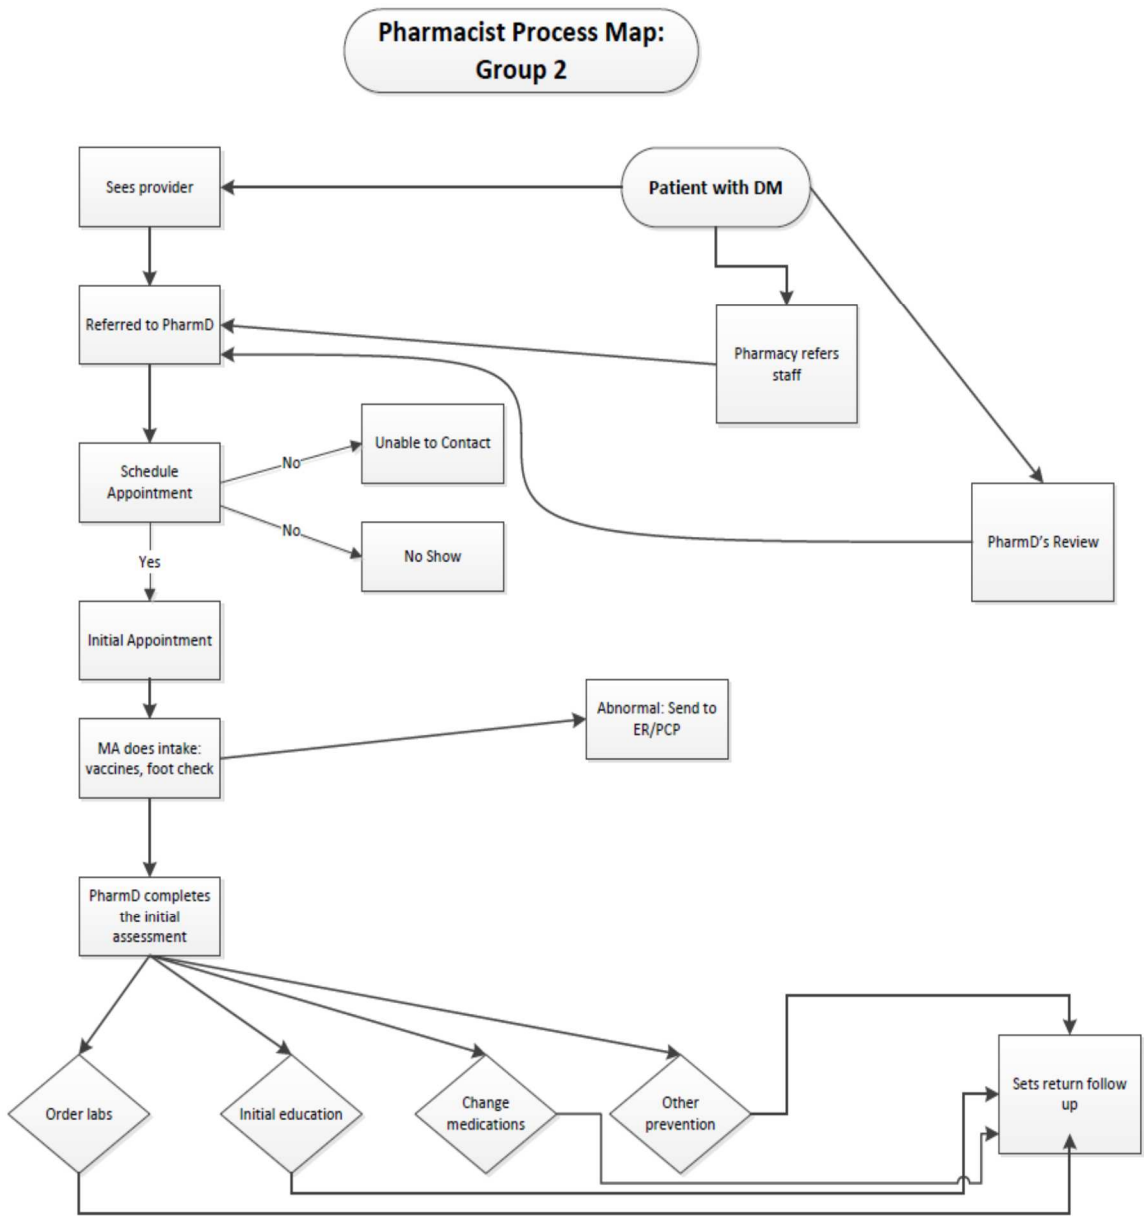 Pharmacist Process Map:
Group 2
Sees provider
Patient with DM
Referred to PharmD
Pharmacy refers
staff
Unable to Contact
Schedule
Appointment
No
No
No Show
PharmD's Review
Yes
Initial Appointment
Abnormal: Send to
ER/PCP
MA does intake:
vaccines, foot check
PharmD completes
the initial
assessment
Order labs
Initial education
Change
medications
Other
prevention
Sets return follow
up